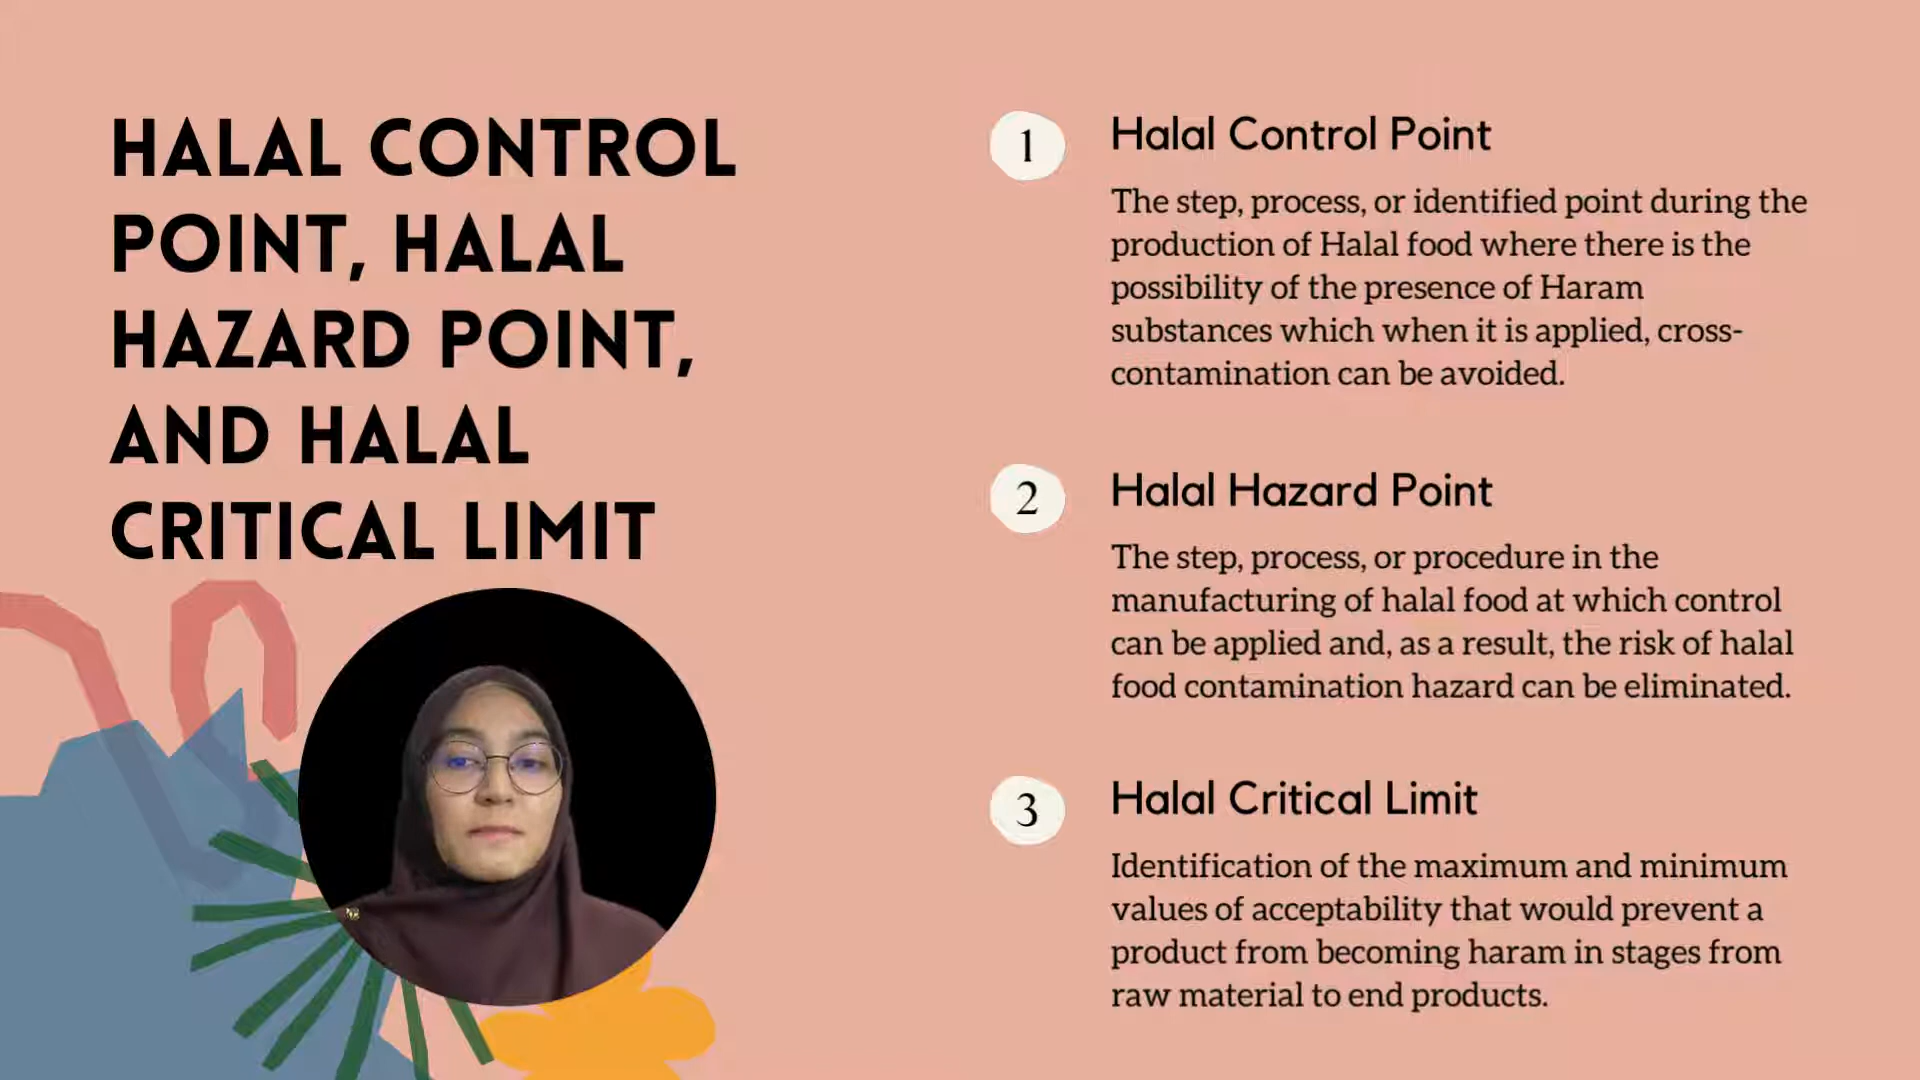 HALAL CONTROL
POINT, HALAL
HAZARD POINT,
AND HALAL
CRITICAL LIMIT
1
Halal Control Point
The step, process, or identified point during the
production of Halal food where there is the
possibility of the presence of Haram
substances which when it is applied, cross-
contamination can be avoided.
2
Halal Hazard Point
The step, process, or procedure in the
manufacturing of halal food at which control
can be applied and, as a result, the risk of halal
food contamination hazard can be eliminated.
3
Halal Critical Limit
Identification of the maximum and minimum
values of acceptability that would prevent a
product from becoming haram in stages from
raw material to end products.